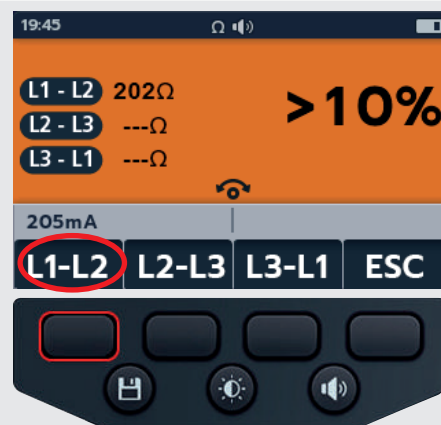 19:45 Ω
L1 - L2 202Ω
>10%
L2 - L3 ---Ω
L3 - L1 ---Ω
205mA
L1-L2 L2-L3 L3-L1 ESC